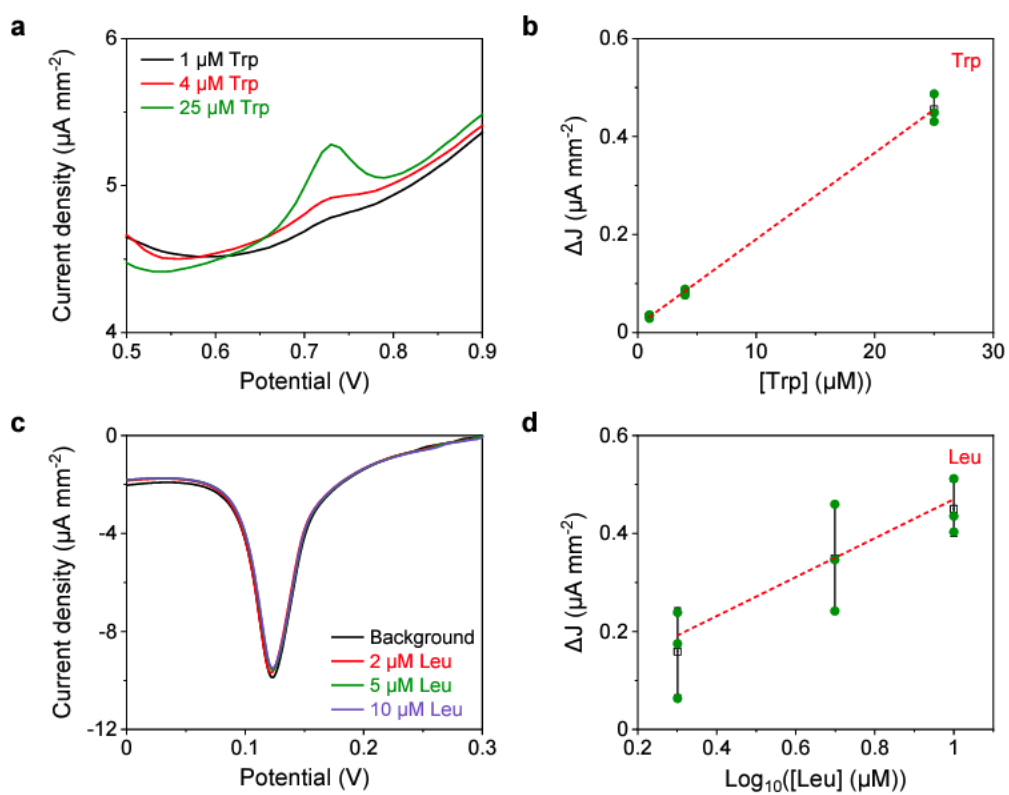 a
6
5
4
Current density (µA mm⁻²)
1 µM Trp
4 µM Trp
25 µM Trp
0.5 0.6 0.7 0.8 0.9
Potential (V)
b
0.6
0.4
0.2
0
ΔJ (µA mm⁻²)
Trp
0 10 20 30
[Trp] (µM))
c
0
-4
-8
-12
Current density (µA mm⁻²)
Background
2 µM Leu
5 µM Leu
10 µM Leu
0 0.1 0.2 0.3
Potential (V)
d
0.6
0.4
0.2
0
ΔJ (µA mm⁻²)
Leu
0.2 0.4 0.6 0.8 1
Log₁₀([Leu] (µM))